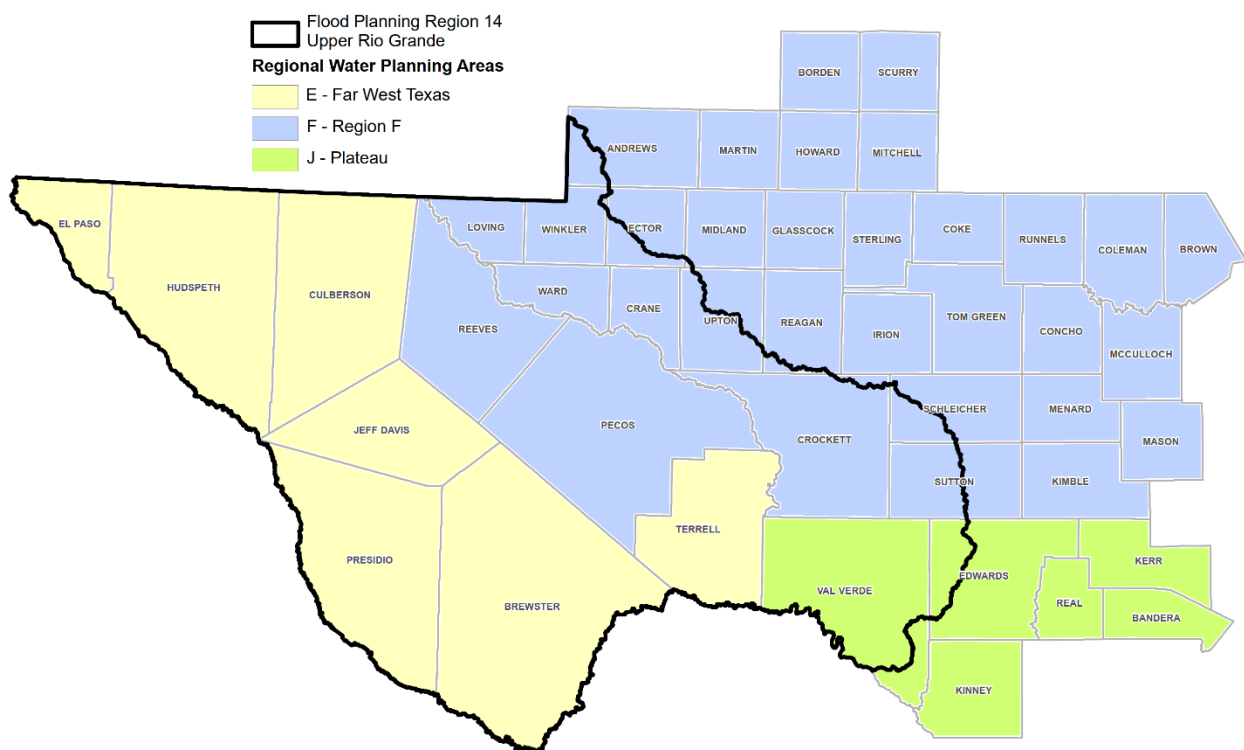 Flood Planning Region 14
Upper Rio Grande
Regional Water Planning Areas
E - Far West Texas
F - Region F
J - Plateau
BORDEN
SCURRY
ANDREWS
MARTIN
HOWARD
MITCHELL
EL PASO
HUDSPETH
CULBERSON
LOVING
WINKLER
ECTOR
MIDLAND
GLASSCOCK
STERLING
COKE
RUNNELS
COLEMAN
BROWN
REEVES
WARD
CRANE
UPTON
REAGAN
IRION
TOM GREEN
CONCHO
MCCULLOCH
JEFF DAVIS
PECOS
CROCKETT
SCHLEICHER
MENARD
MASON
SUTTON
KIMBLE
PRESIDIO
BREWSTER
TERRELL
VAL VERDE
EDWARDS
REAL
KERR
BANDERA
KINNEY